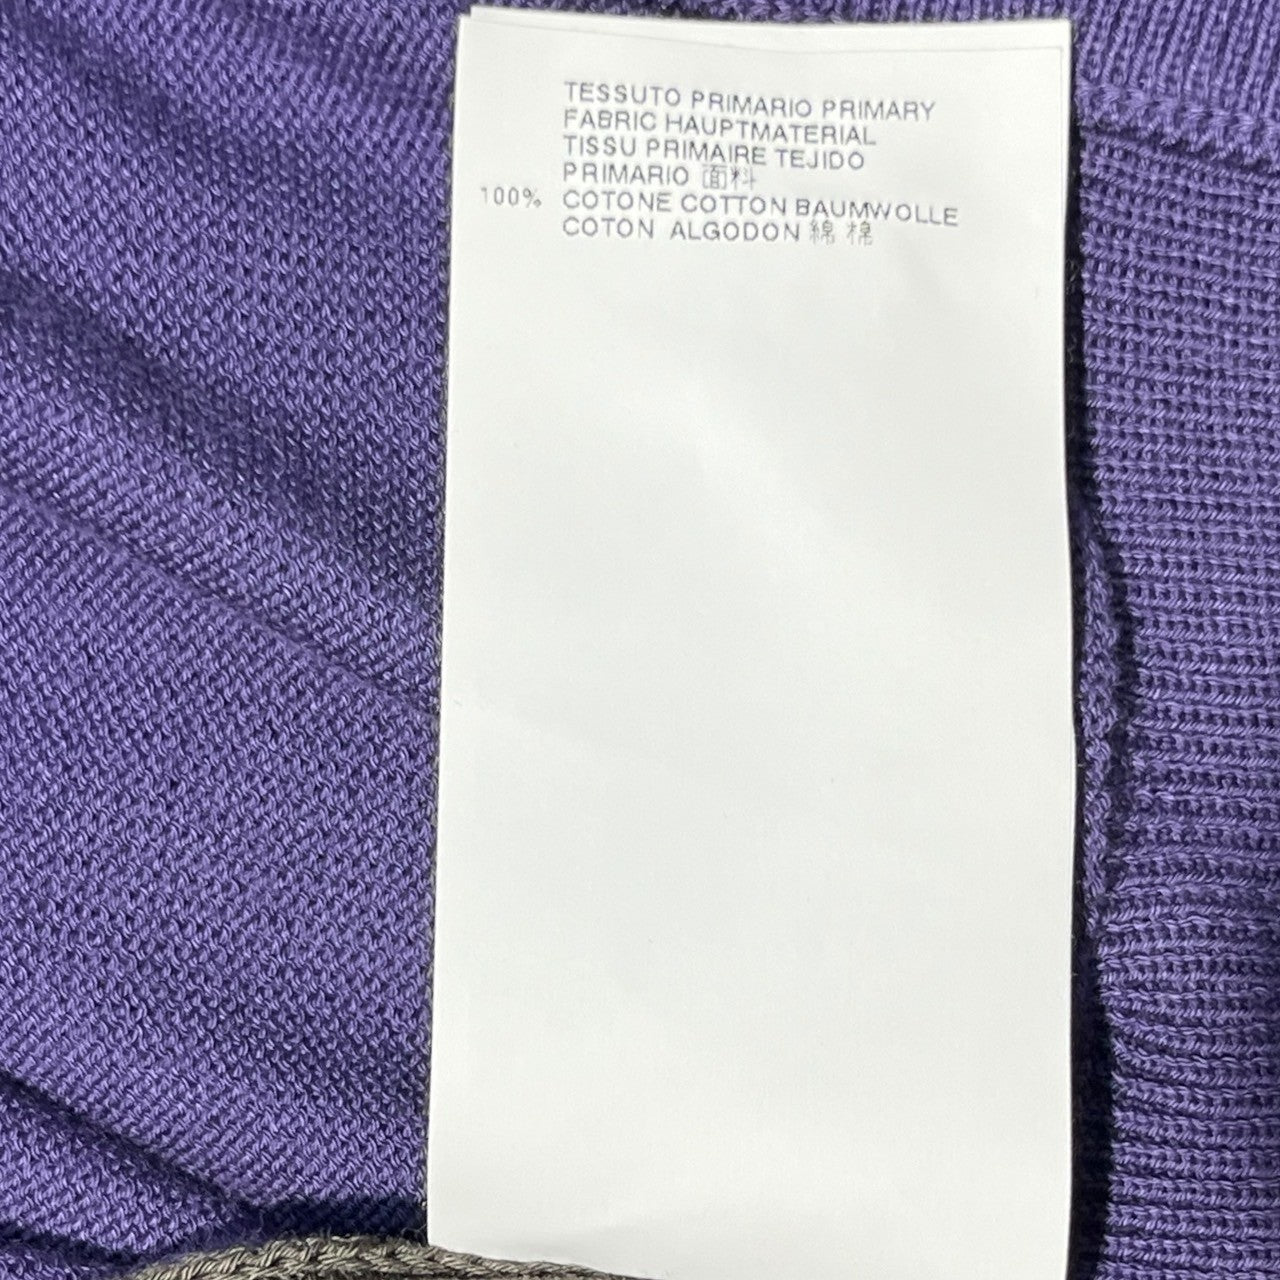 TESSUTO PRIMARIO PRIMARY
FABRIC HAUPTMATERIAL
TISSU PRIMAIRE TEJIDO
PRIMARIO 面料
100% COTONE COTTON BAUMWOLLE
COTON ALGODON 綿 棉